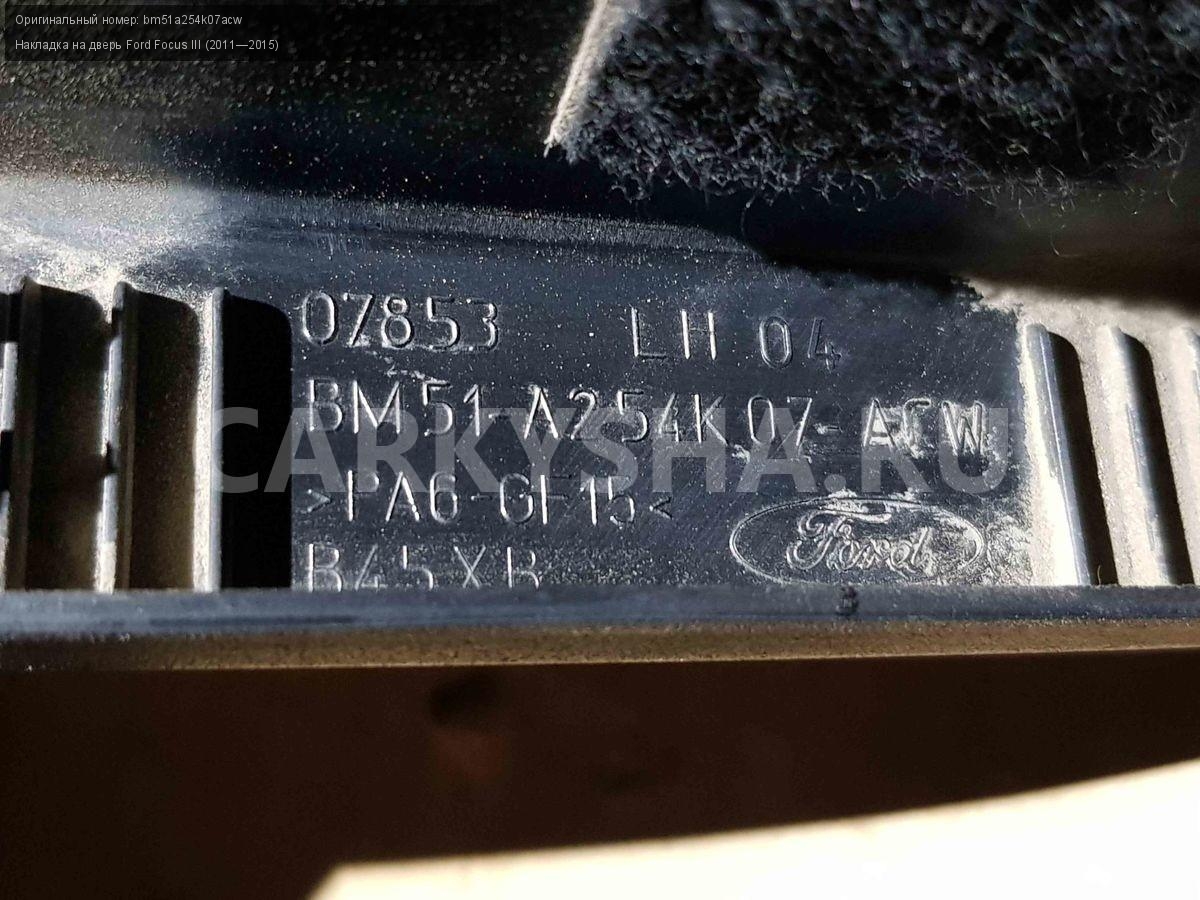 Оригинальный номер: bm51a254k07acw
Накладка на дверь Ford Focus III (2011—2015)
07853 LH 04
BM51-A254K07-ACW
CARKYSHA.RU
>PA6-GF15<
Ford